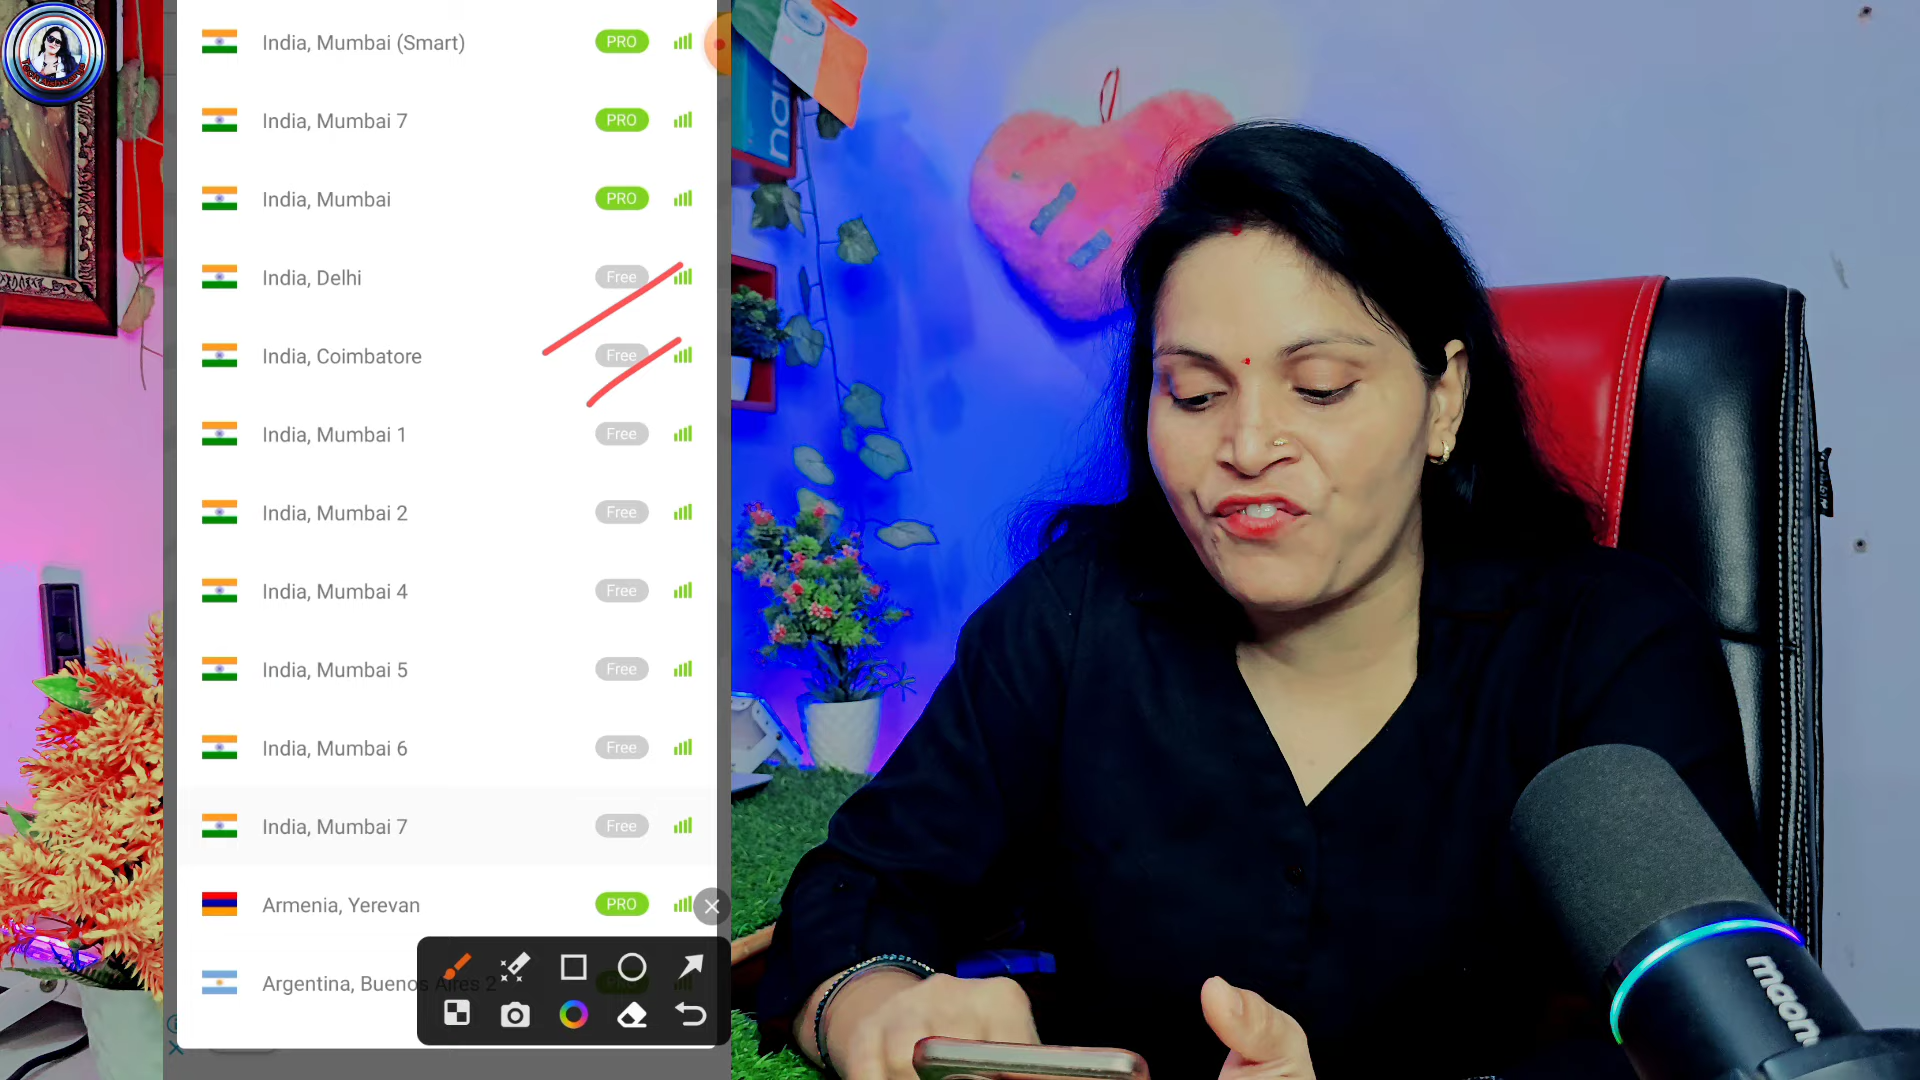 India, Mumbai (Smart) PRO
India, Mumbai 7 PRO
India, Mumbai PRO
India, Delhi Free
India, Coimbatore Free
India, Mumbai 1 Free
India, Mumbai 2 Free
India, Mumbai 4 Free
India, Mumbai 5 Free
India, Mumbai 6 Free
India, Mumbai 7 Free
Armenia, Yerevan PRO
Argentina, Buenos Aires 2
maono